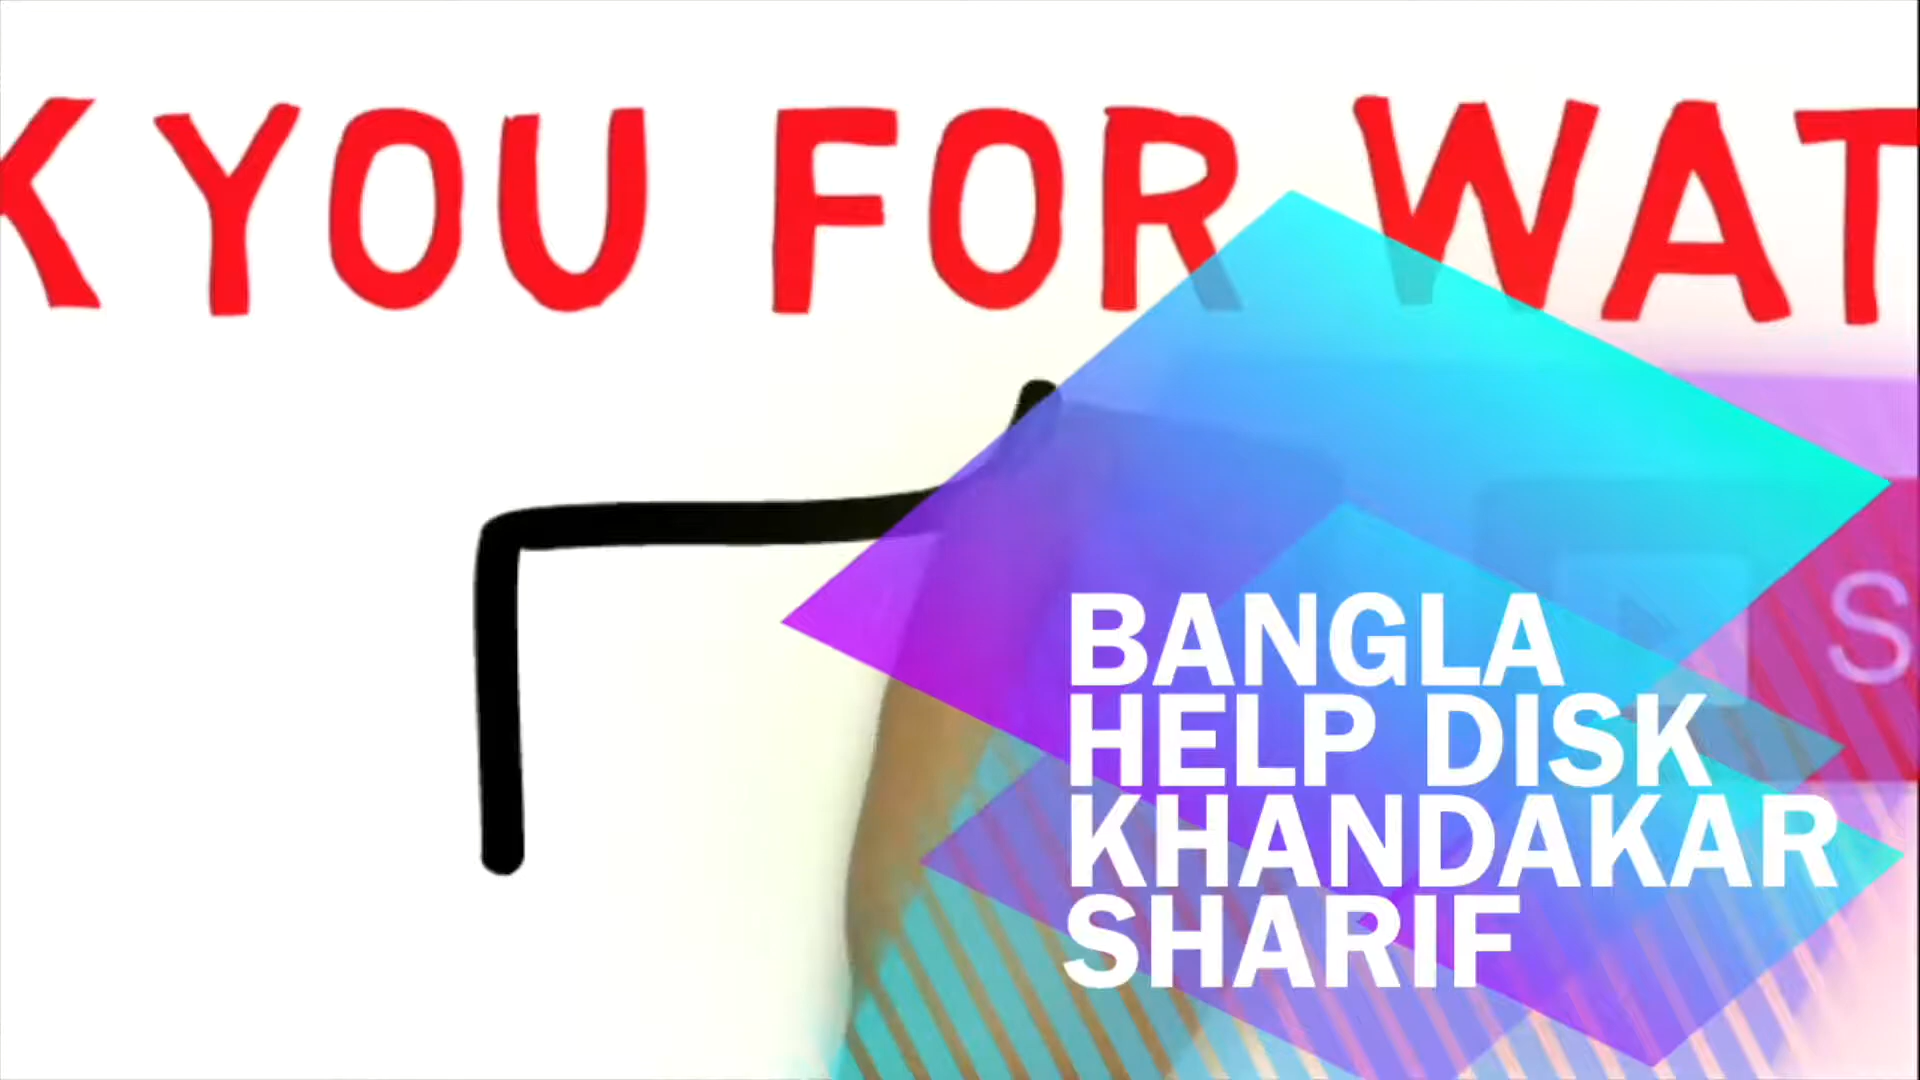 K YOU FOR WAT
S
BANGLA
HELP DISK
KHANDAKAR
SHARIF